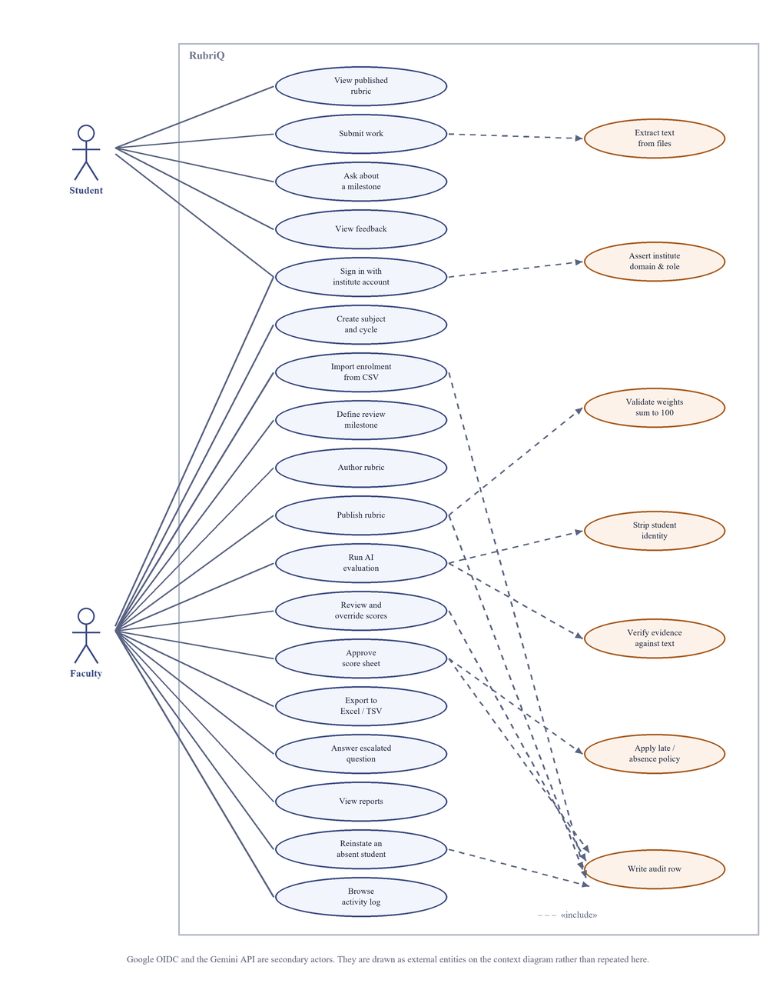 RubriQ
View published
rubric
Submit work
Extract text
from files
Student
Ask about
a milestone
View feedback
Sign in with
institute account
Assert institute
domain & role
Create subject
and cycle
Import enrolment
from CSV
Define review
milestone
Validate weights
sum to 100
Author rubric
Publish rubric
Strip student
identity
Run AI
evaluation
Review and
override scores
Verify evidence
against text
Faculty
Approve
score sheet
Export to
Excel / TSV
Answer escalated
question
Apply late /
absence policy
View reports
Reinstate an
absent student
Write audit row
Browse
activity log
«include»
Google OIDC and the Gemini API are secondary actors. They are drawn as external entities on the context diagram rather than repeated here.